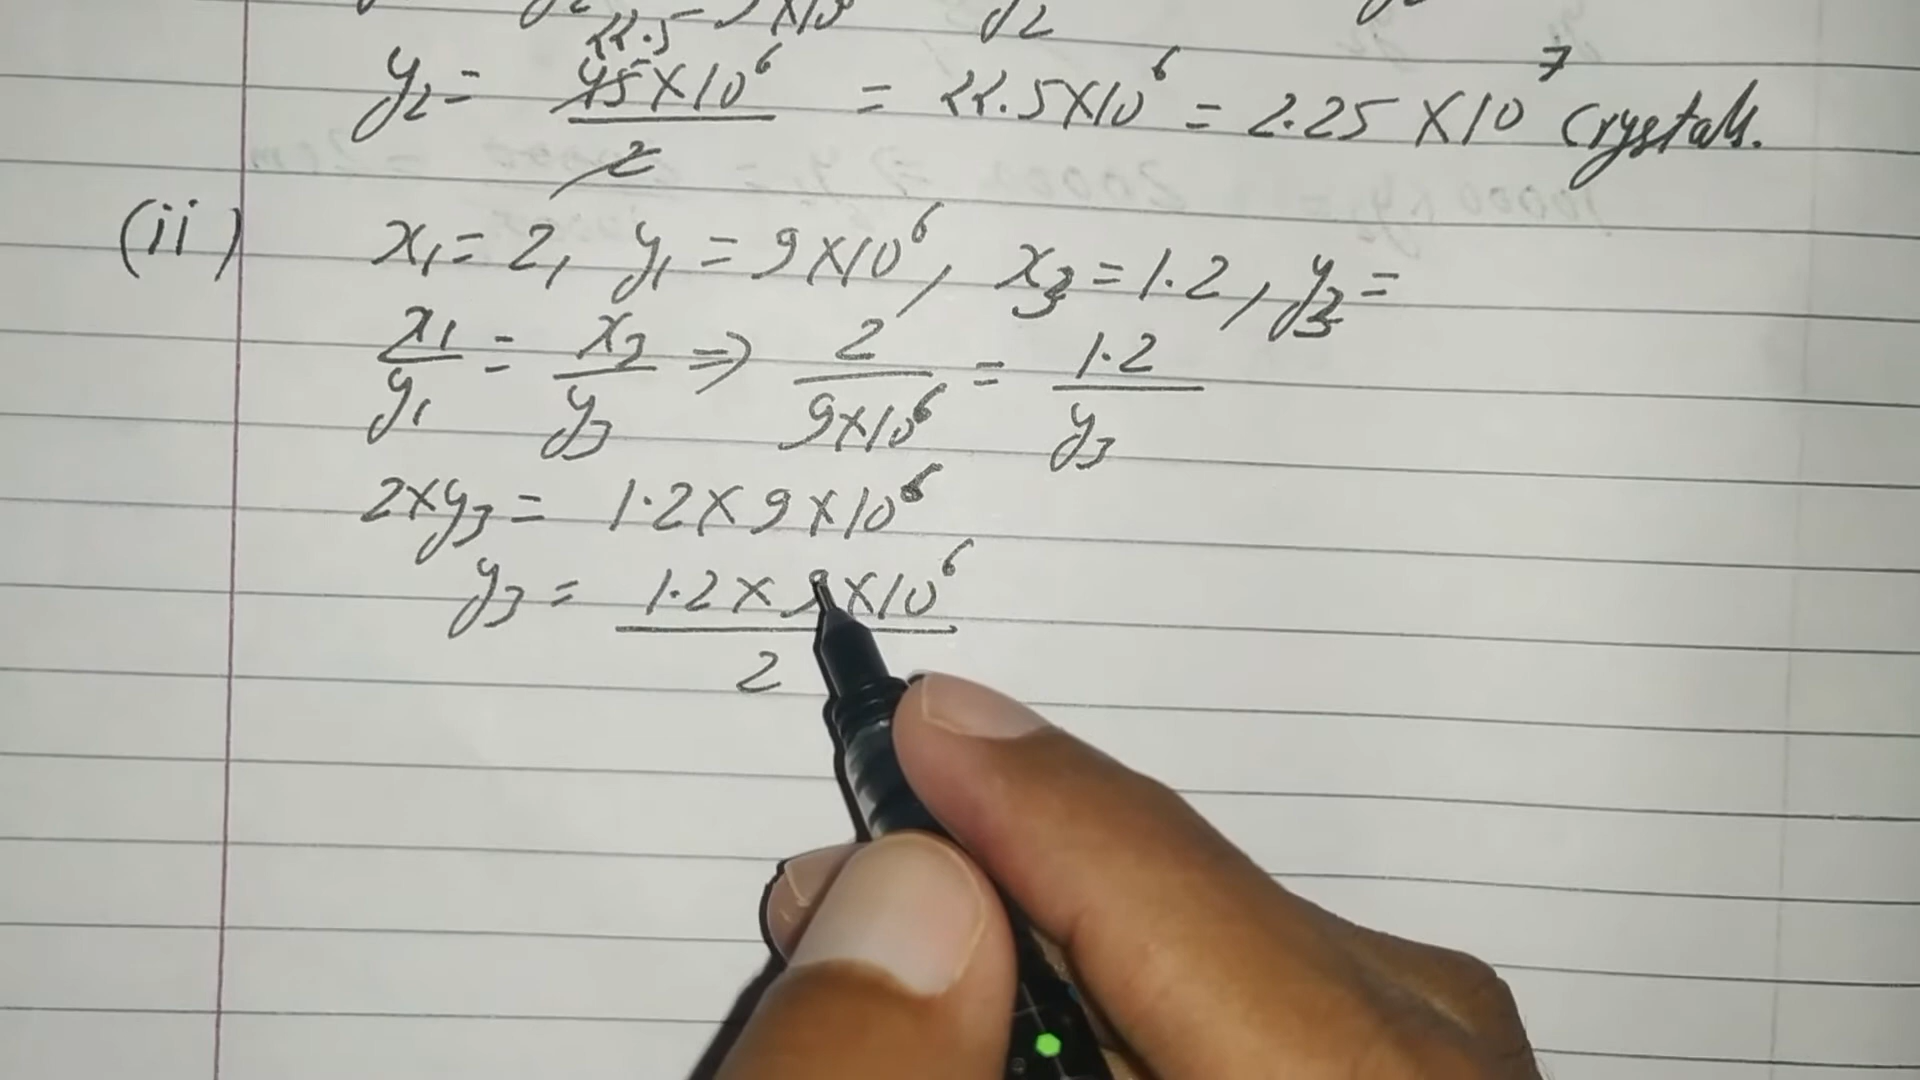 22.5
y₂ = 45×10⁶/2 = 22.5×10⁶ = 2.25 ×10⁷ Crystals.
(ii) x₁ = 2, y₁ = 9×10⁶, x₃ = 1.2, y₃ =
x₁/y₁ = x₃/y₃ ⇒ 2/9×10⁶ = 1.2/y₃
2×y₃ = 1.2×9×10⁶
y₃ = 1.2×9×10⁶/2